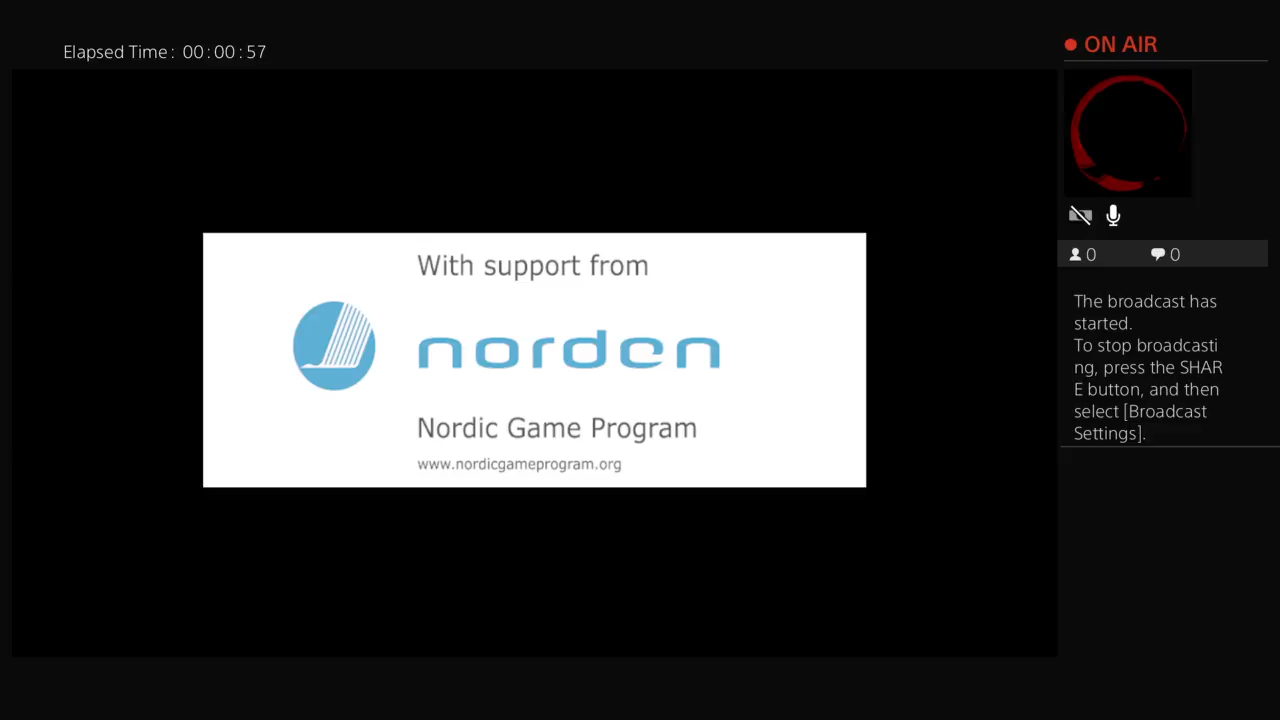 Elapsed Time: 00:00:57
ON AIR
0 0
With support from
norden
Nordic Game Program
www.nordicgameprogram.org
The broadcast has
started.
To stop broadcasti
ng, press the SHAR
E button, and then
select [Broadcast
Settings].